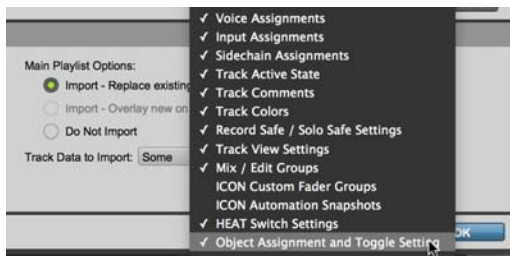 ✓ Voice Assignments
✓ Input Assignments
✓ Sidechain Assignments
✓ Track Active State
✓ Track Comments
✓ Track Colors
✓ Record Safe / Solo Safe Settings
✓ Track View Settings
✓ Mix / Edit Groups
ICON Custom Fader Groups
ICON Automation Snapshots
✓ HEAT Switch Settings
✓ Object Assignment and Toggle Setting
Main Playlist Options:
Import - Replace existing
Import - Overlay new on
Do Not Import
Track Data to Import: Some
OK